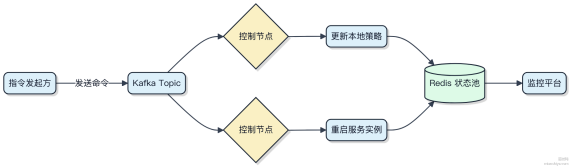 指令发起方
发送命令
Kafka Topic
控制节点
更新本地策略
控制节点
重启服务实例
Redis 状态池
监控平台